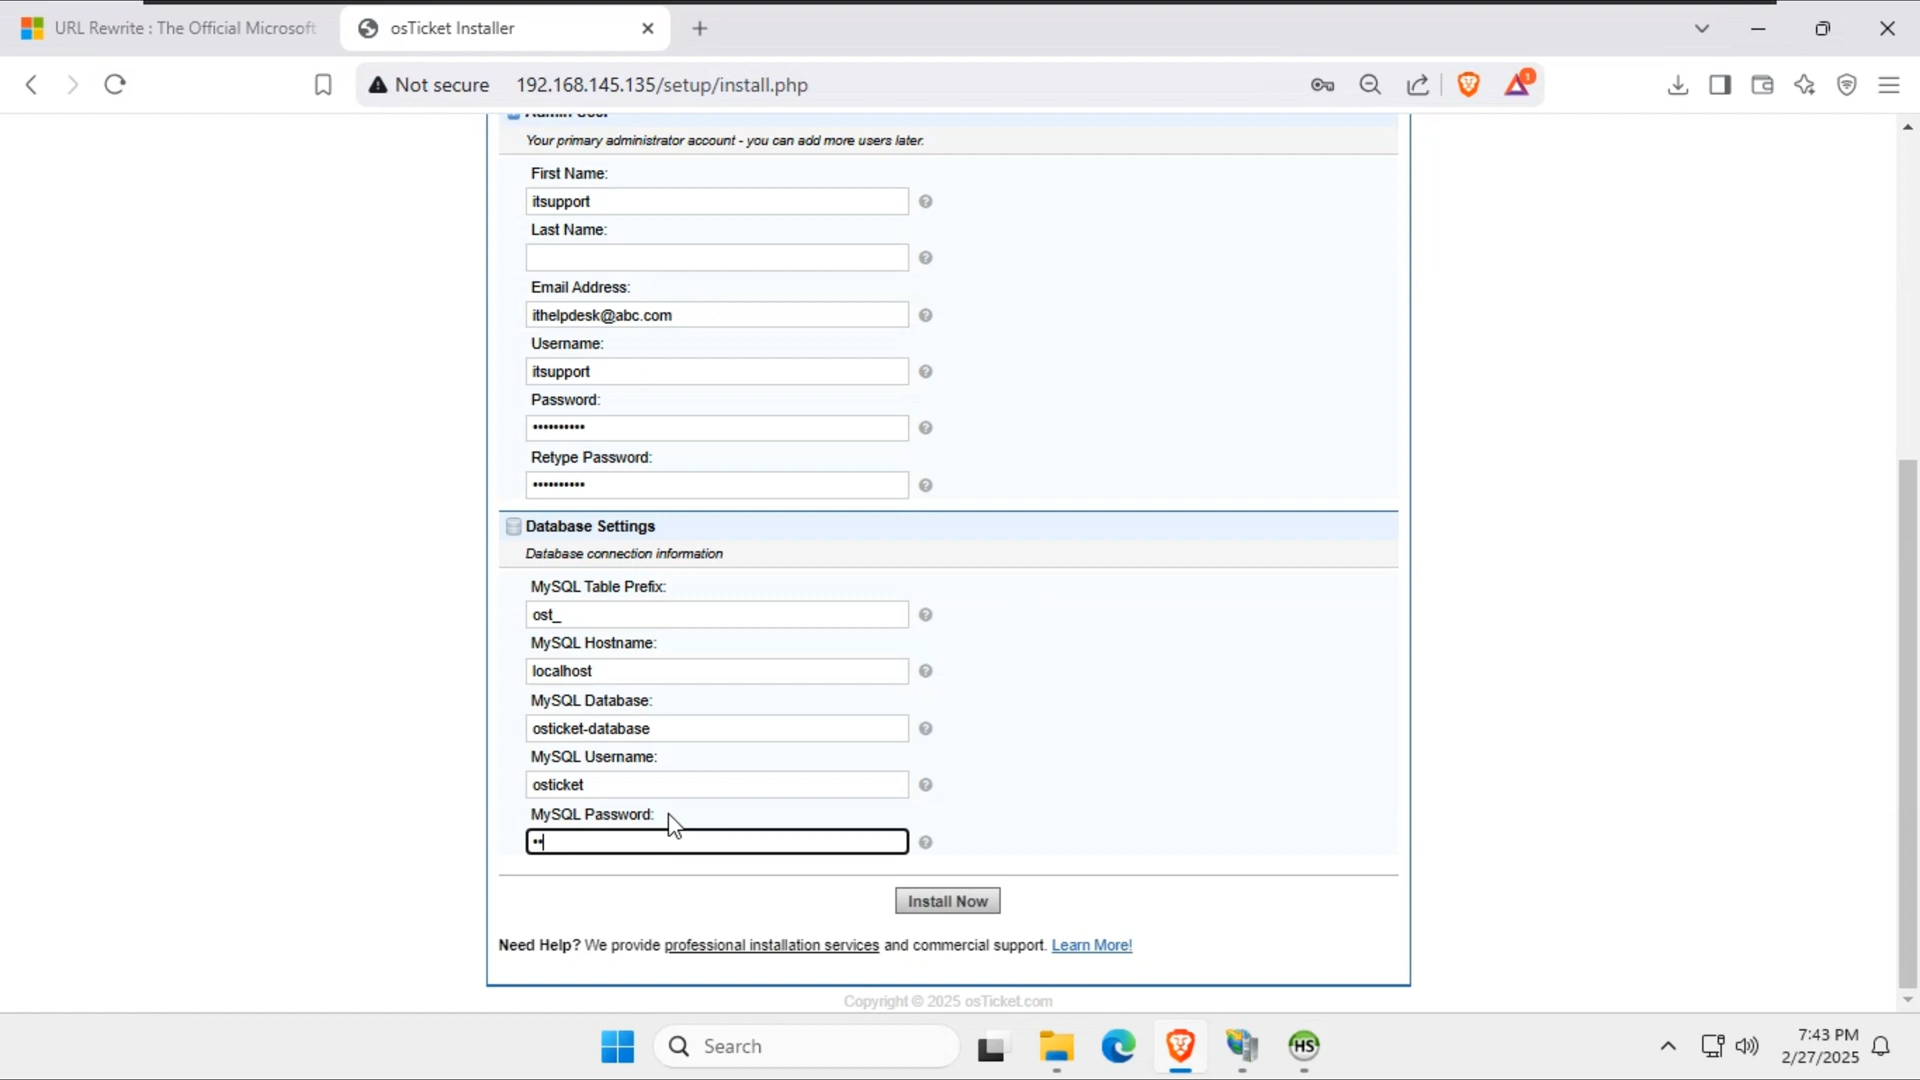 URL Rewrite : The Official Microsoft
osTicket Installer
Not secure
192.168.145.135/setup/install.php
1
Admin User
Your primary administrator account - you can add more users later.
First Name:
itsupport
Last Name:
Email Address:
ithelpdesk@abc.com
Username:
itsupport
Password:
••••••••••
Retype Password:
••••••••••
Database Settings
Database connection information
MySQL Table Prefix:
ost_
MySQL Hostname:
localhost
MySQL Database:
osticket-database
MySQL Username:
osticket
MySQL Password:
••
Install Now
Need Help? We provide professional installation services and commercial support. Learn More!
Copyright © 2025 osTicket.com
Search
HS
7:43 PM
2/27/2025